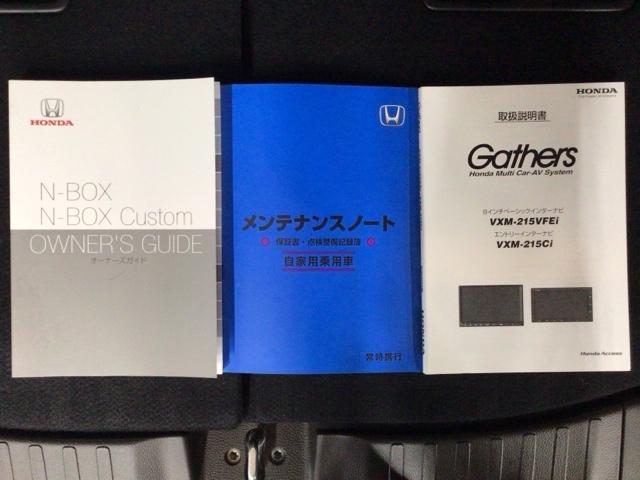 HONDA
N-BOX
N-BOX Custom
OWNER'S GUIDE
オーナーズガイド
メンテナンスノート
保証書・点検整備記録簿
自家用乗用車
常時携行
HONDA
取扱説明書
Gathers
Honda Multi Car-AV System
8インチベーシックインターナビ
VXM-215VFEi
エントリーインターナビ
VXM-215Ci
Honda Access